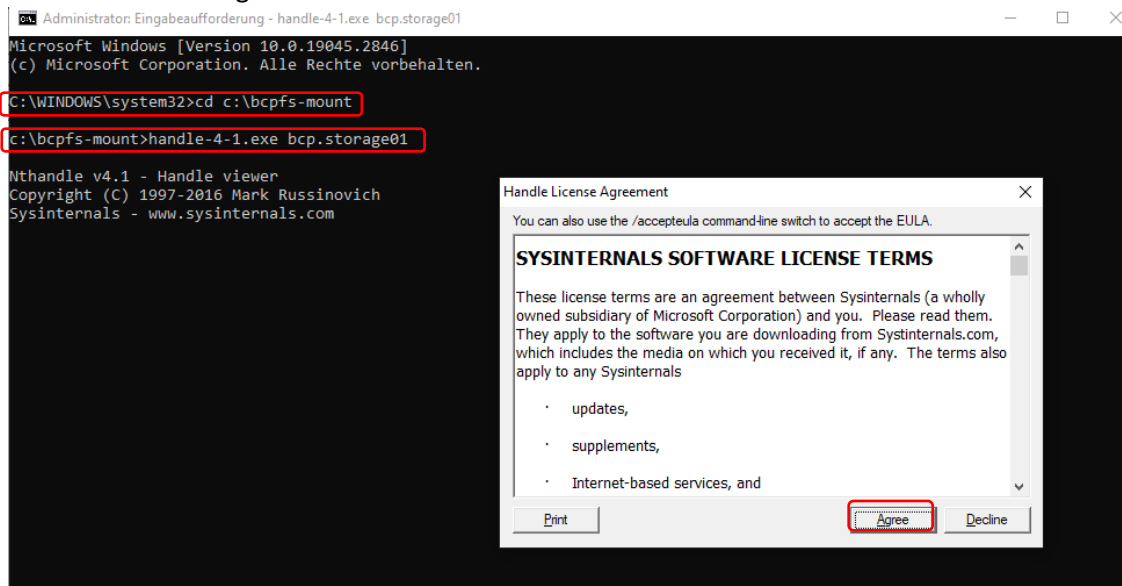 Administrator: Eingabeaufforderung - handle-4-1.exe bcp.storage01
Microsoft Windows [Version 10.0.19045.2846]
(c) Microsoft Corporation. Alle Rechte vorbehalten.
C:\WINDOWS\system32>cd c:\bcpfs-mount
c:\bcpfs-mount>handle-4-1.exe bcp.storage01
Nthandle v4.1 - Handle viewer
Copyright (C) 1997-2016 Mark Russinovich
Sysinternals - www.sysinternals.com
Handle License Agreement
You can also use the /accepteula command-line switch to accept the EULA.
SYSINTERNALS SOFTWARE LICENSE TERMS
These license terms are an agreement between Sysinternals (a wholly
owned subsidiary of Microsoft Corporation) and you. Please read them.
They apply to the software you are downloading from Systinternals.com,
which includes the media on which you received it, if any. The terms also
apply to any Sysinternals
· updates,
· supplements,
· Internet-based services, and
Print
Agree
Decline